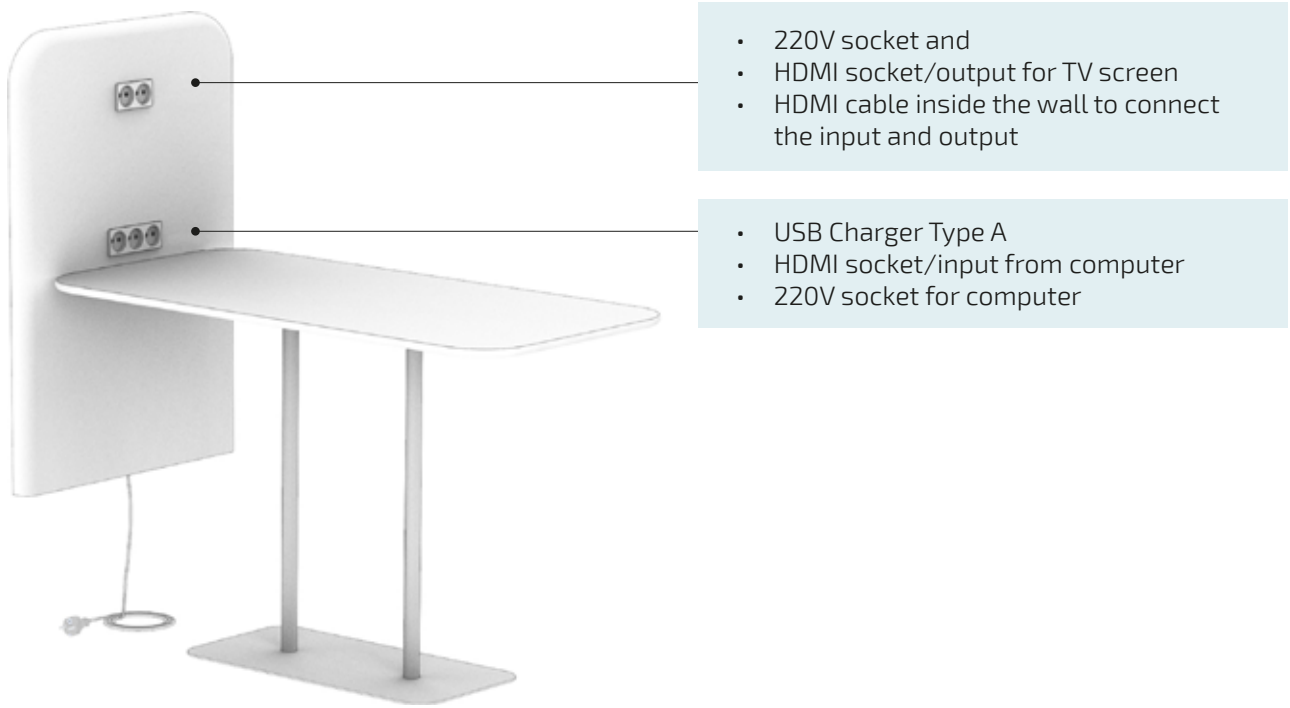 • 220V socket and
• HDMI socket/output for TV screen
• HDMI cable inside the wall to connect
the input and output
• USB Charger Type A
• HDMI socket/input from computer
• 220V socket for computer